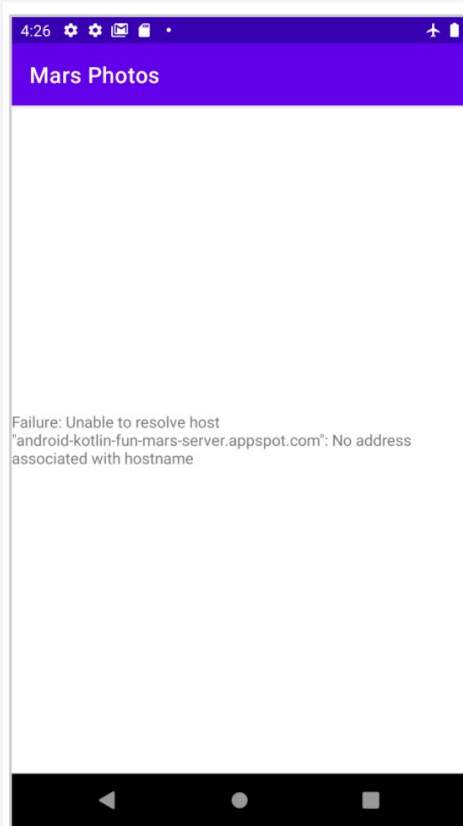 4:26
Mars Photos
Failure: Unable to resolve host
"android-kotlin-fun-mars-server.appspot.com": No address
associated with hostname